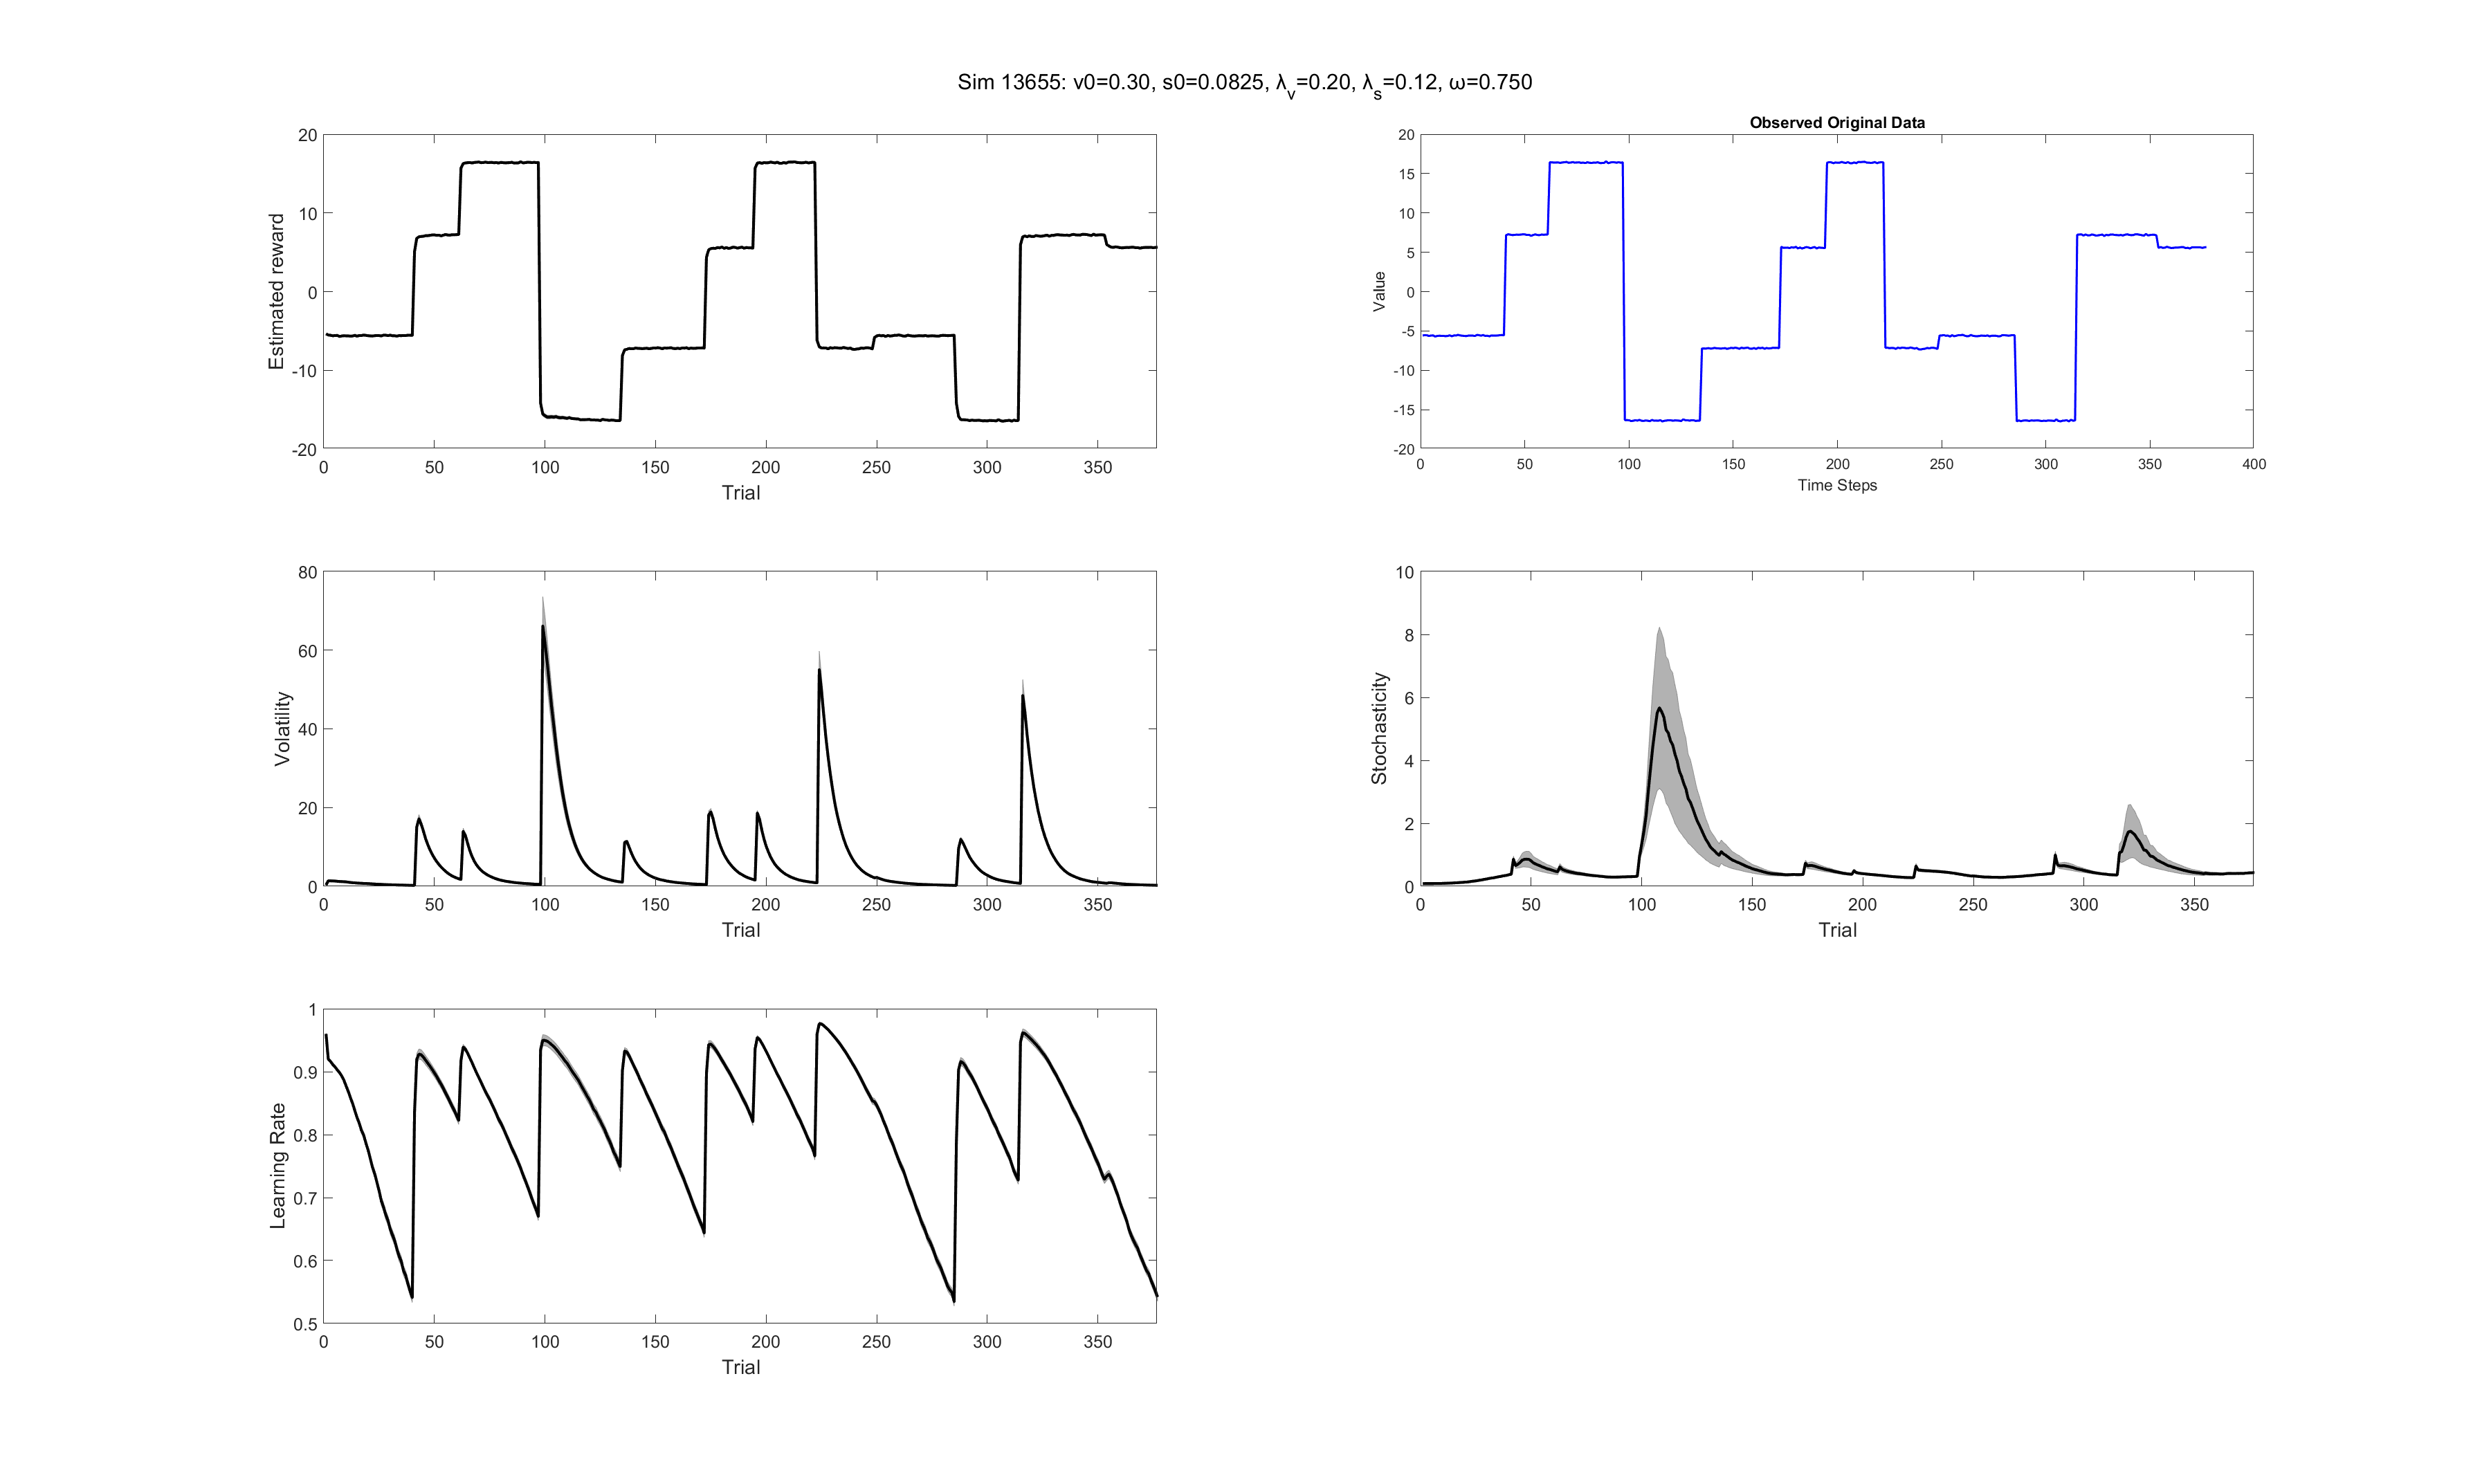 Sim 13655: v0=0.30, s0=0.0825, λv=0.20, λs=0.12, ω=0.750
Estimated reward
20
10
0
-10
-20
0 50 100 150 200 250 300 350
Trial
Observed Original Data
Value
20
15
10
5
0
-5
-10
-15
-20
0 50 100 150 200 250 300 350 400
Time Steps
Volatility
80
60
40
20
0
0 50 100 150 200 250 300 350
Trial
Stochasticity
10
8
6
4
2
0
0 50 100 150 200 250 300 350
Trial
Learning Rate
1
0.9
0.8
0.7
0.6
0.5
0 50 100 150 200 250 300 350
Trial